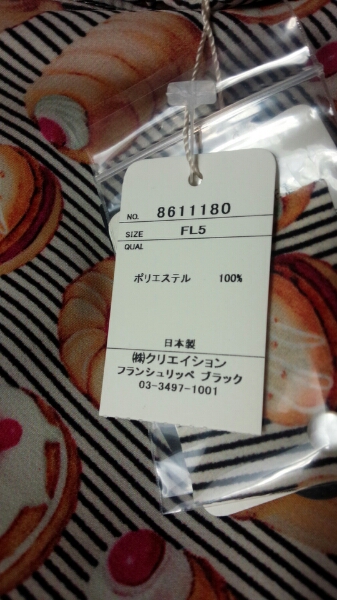 NO. 8611180
SIZE FL5
QUAL
ポリエステル 100%
日本製
㈱クリエイション
フランシュリッペ ブラック
03-3497-1001